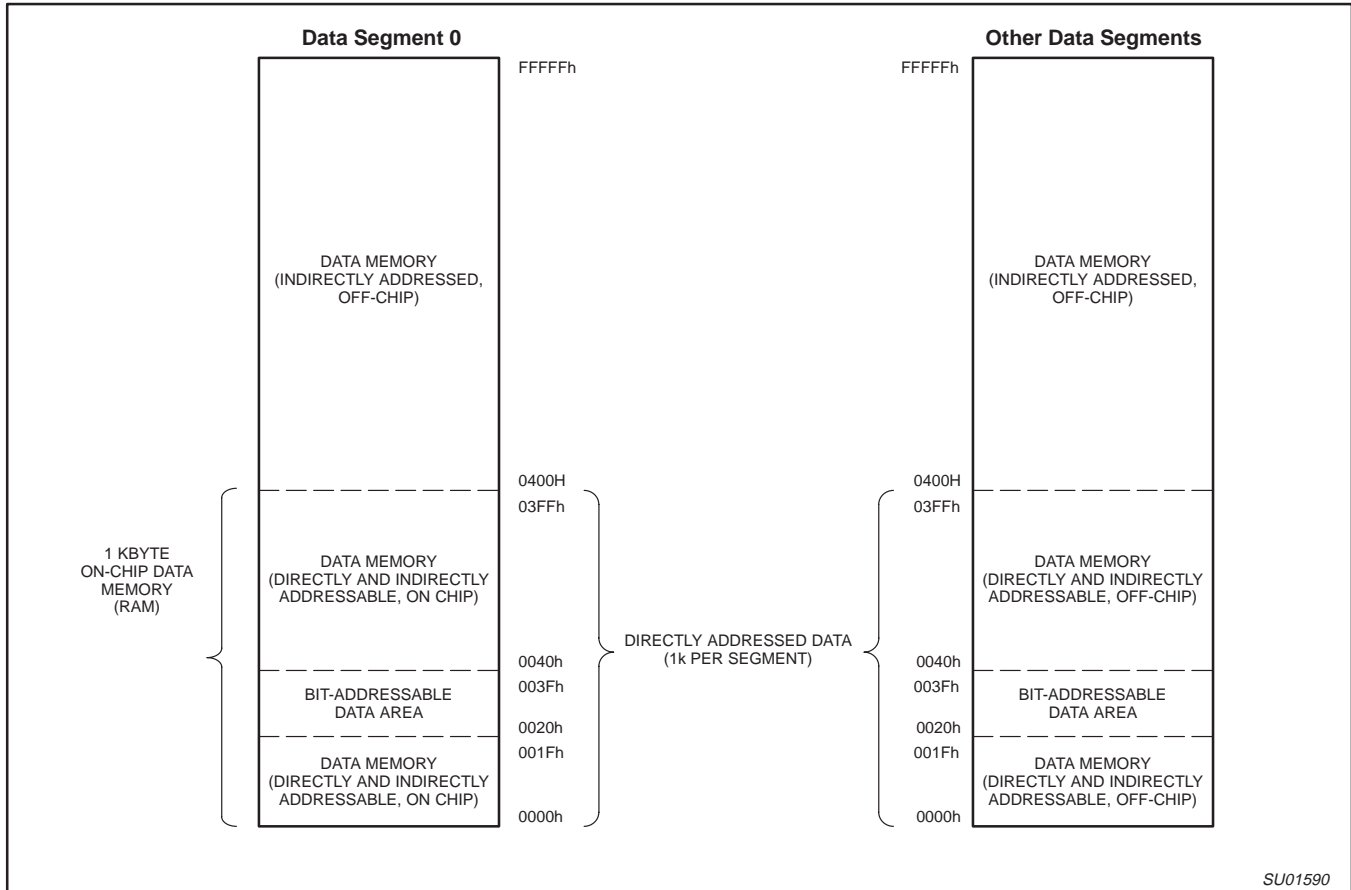 Data Segment 0
FFFFFh
DATA MEMORY
(INDIRECTLY ADDRESSED,
OFF-CHIP)
0400H
03FFh
1 KBYTE
ON-CHIP DATA
MEMORY
(RAM)
DATA MEMORY
(DIRECTLY AND INDIRECTLY
ADDRESSABLE, ON CHIP)
0040h
003Fh
BIT-ADDRESSABLE
DATA AREA
0020h
001Fh
DATA MEMORY
(DIRECTLY AND INDIRECTLY
ADDRESSABLE, ON CHIP)
0000h
DIRECTLY ADDRESSED DATA
(1k PER SEGMENT)
Other Data Segments
FFFFFh
DATA MEMORY
(INDIRECTLY ADDRESSED,
OFF-CHIP)
0400H
03FFh
DATA MEMORY
(DIRECTLY AND INDIRECTLY
ADDRESSABLE, OFF-CHIP)
0040h
003Fh
BIT-ADDRESSABLE
DATA AREA
0020h
001Fh
DATA MEMORY
(DIRECTLY AND INDIRECTLY
ADDRESSABLE, OFF-CHIP)
0000h
SU01590